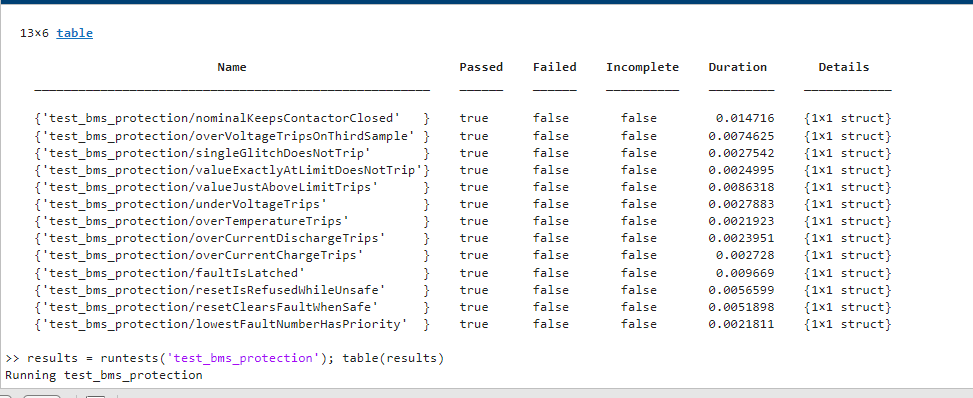 13×6 table
Name Passed Failed Incomplete Duration Details
{'test_bms_protection/nominalKeepsContactorClosed' } true false false 0.014716 {1×1 struct}
{'test_bms_protection/overVoltageTripsOnThirdSample' } true false false 0.0074625 {1×1 struct}
{'test_bms_protection/singleGlitchDoesNotTrip' } true false false 0.0027542 {1×1 struct}
{'test_bms_protection/valueExactlyAtLimitDoesNotTrip'} true false false 0.0024995 {1×1 struct}
{'test_bms_protection/valueJustAboveLimitTrips' } true false false 0.0086318 {1×1 struct}
{'test_bms_protection/underVoltageTrips' } true false false 0.0027883 {1×1 struct}
{'test_bms_protection/overTemperatureTrips' } true false false 0.0021923 {1×1 struct}
{'test_bms_protection/overCurrentDischargeTrips' } true false false 0.0023951 {1×1 struct}
{'test_bms_protection/overCurrentChargeTrips' } true false false 0.002728 {1×1 struct}
{'test_bms_protection/faultIsLatched' } true false false 0.009669 {1×1 struct}
{'test_bms_protection/resetIsRefusedWhileUnsafe' } true false false 0.0056599 {1×1 struct}
{'test_bms_protection/resetClearsFaultWhenSafe' } true false false 0.0051898 {1×1 struct}
{'test_bms_protection/lowestFaultNumberHasPriority' } true false false 0.0021811 {1×1 struct}
>> results = runtests('test_bms_protection'); table(results)
Running test_bms_protection